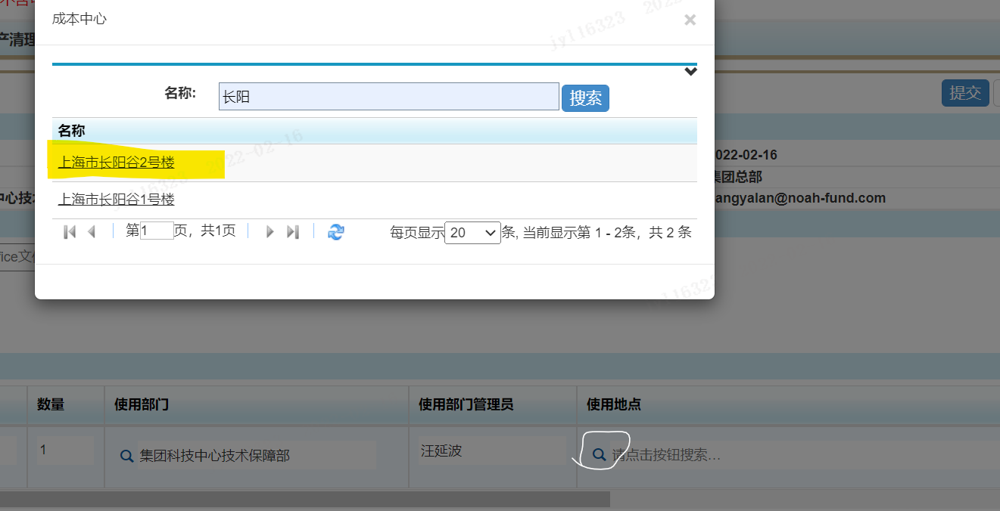 成本中心
×
产清理
名称:
长阳
搜索
提交
名称
上海市长阳谷2号楼
上海市长阳谷1号楼
第1页，共1页
每页显示20条, 当前显示第 1 - 2条，共 2 条
022-02-16
集团总部
中心技
angyalan@noah-fund.com
ice文
数量
使用部门
使用部门管理员
使用地点
1
集团科技中心技术保障部
汪延波
请点击按钮搜索…
jyl16323
2022-02-16